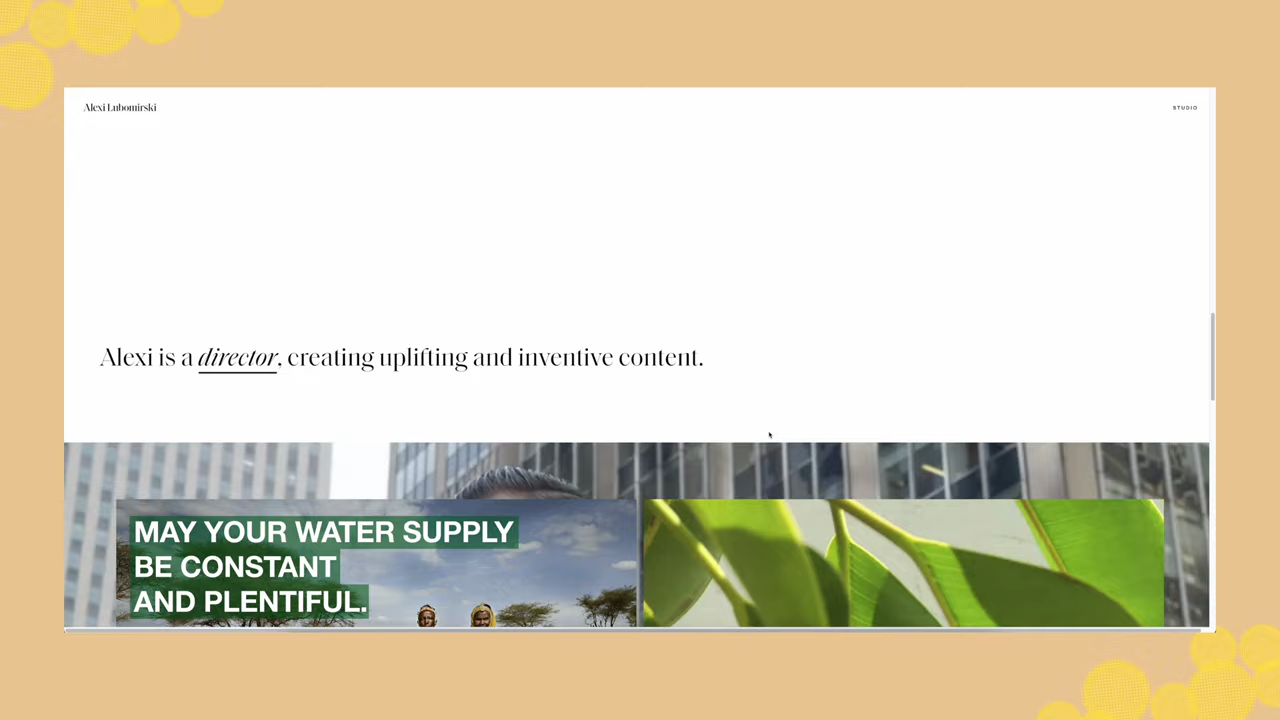 Alexi Lubomirski
STUDIO
Alexi is a director, creating uplifting and inventive content.
MAY YOUR WATER SUPPLY
BE CONSTANT
AND PLENTIFUL.